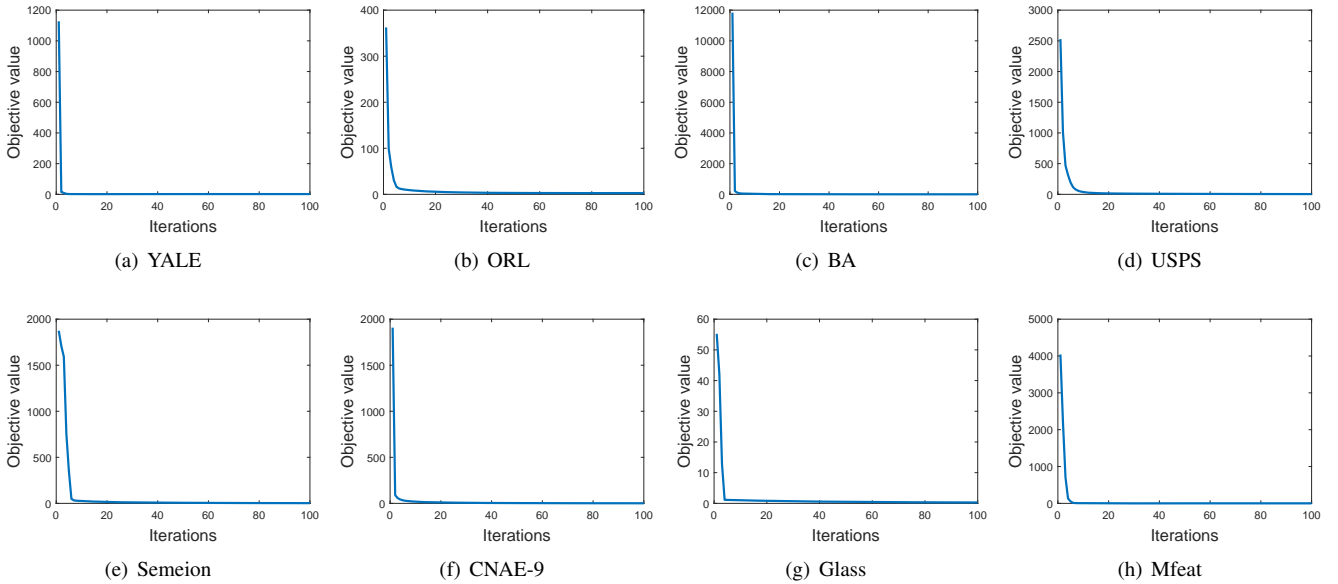 Objective value
1200
1000
800
600
400
200
0
0 20 40 60 80 100
Iterations
(a) YALE
Objective value
400
300
200
100
0
0 20 40 60 80 100
Iterations
(b) ORL
Objective value
12000
10000
8000
6000
4000
2000
0
0 20 40 60 80 100
Iterations
(c) BA
Objective value
3000
2500
2000
1500
1000
500
0
0 20 40 60 80 100
Iterations
(d) USPS
Objective value
2000
1500
1000
500
0
0 20 40 60 80 100
Iterations
(e) Semeion
Objective value
2000
1500
1000
500
0
0 20 40 60 80 100
Iterations
(f) CNAE-9
Objective value
60
50
40
30
20
10
0
0 20 40 60 80 100
Iterations
(g) Glass
Objective value
5000
4000
3000
2000
1000
0
0 20 40 60 80 100
Iterations
(h) Mfeat